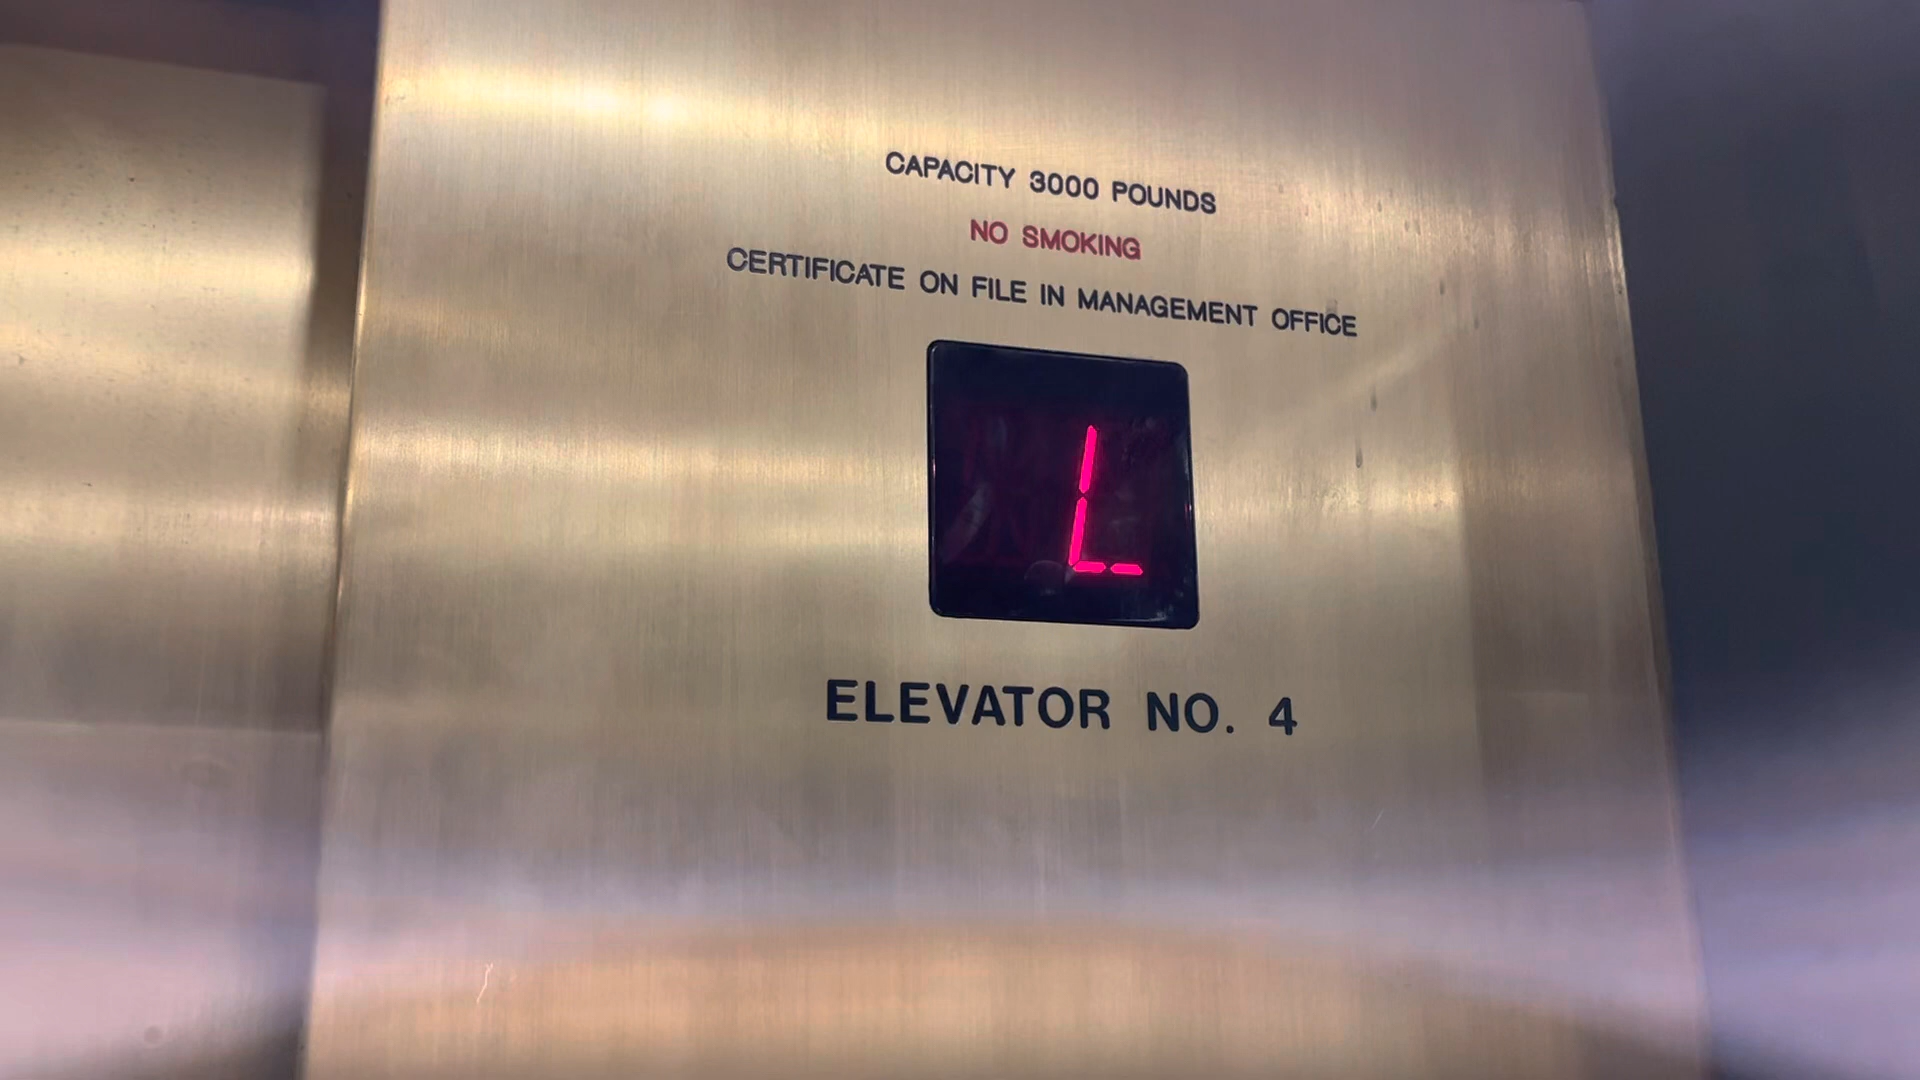 CAPACITY 3000 POUNDS
NO SMOKING
CERTIFICATE ON FILE IN MANAGEMENT OFFICE
L
ELEVATOR NO. 4